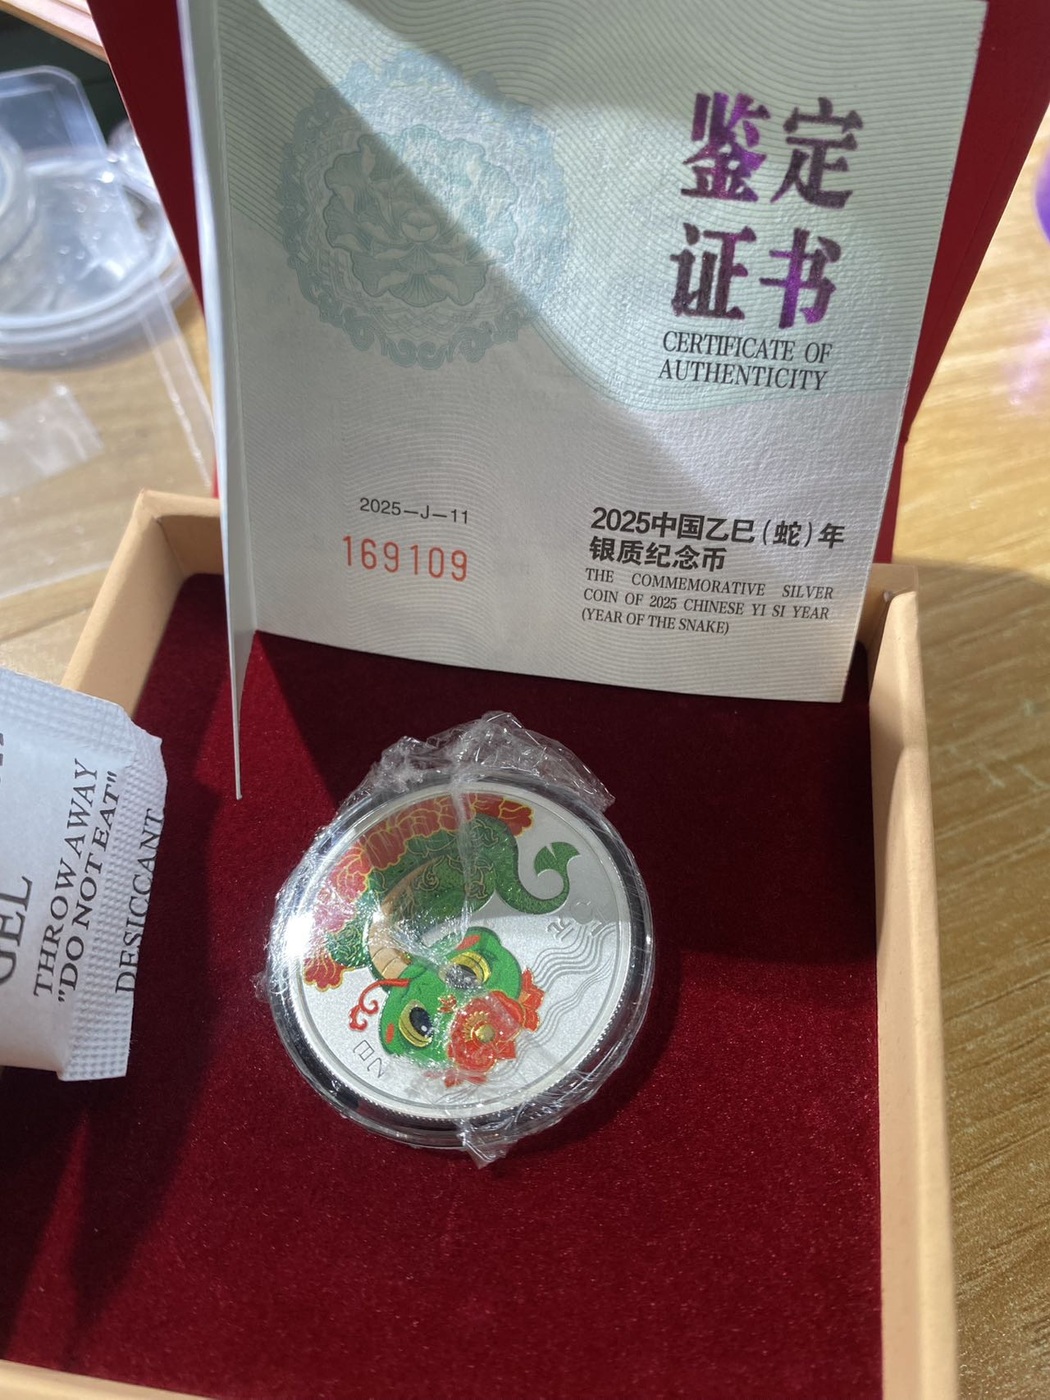 鉴定
证书
CERTIFICATE OF
AUTHENTICITY
2025—J—11
169109
2025中国乙巳（蛇）年
银质纪念币
THE COMMEMORATIVE SILVER
COIN OF 2025 CHINESE YI SI YEAR
(YEAR OF THE SNAKE)
GEL
THROW AWAY
"DO NOT EAT"
DESICCANT